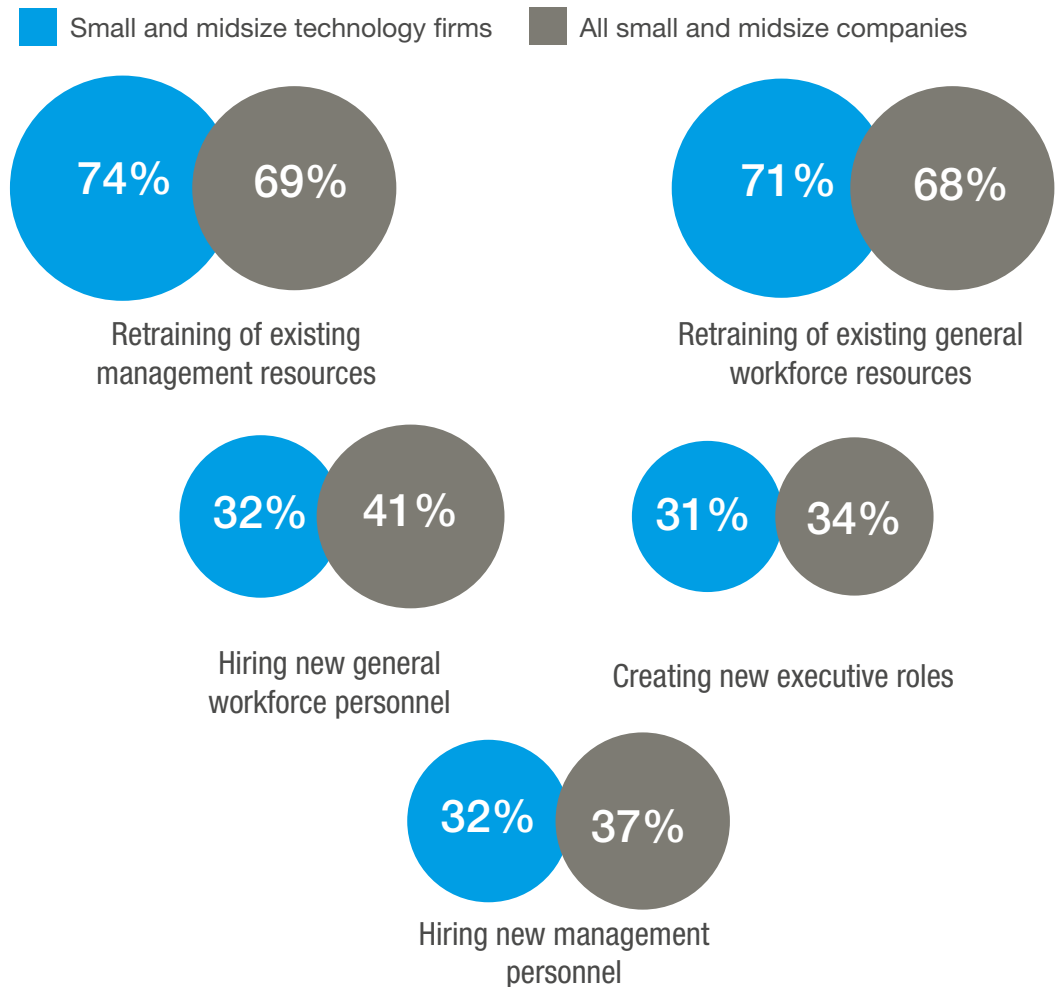 Small and midsize technology firms
All small and midsize companies
74%
69%
Retraining of existing
management resources
71%
68%
Retraining of existing general
workforce resources
32%
41%
Hiring new general
workforce personnel
31%
34%
Creating new executive roles
32%
37%
Hiring new management
personnel